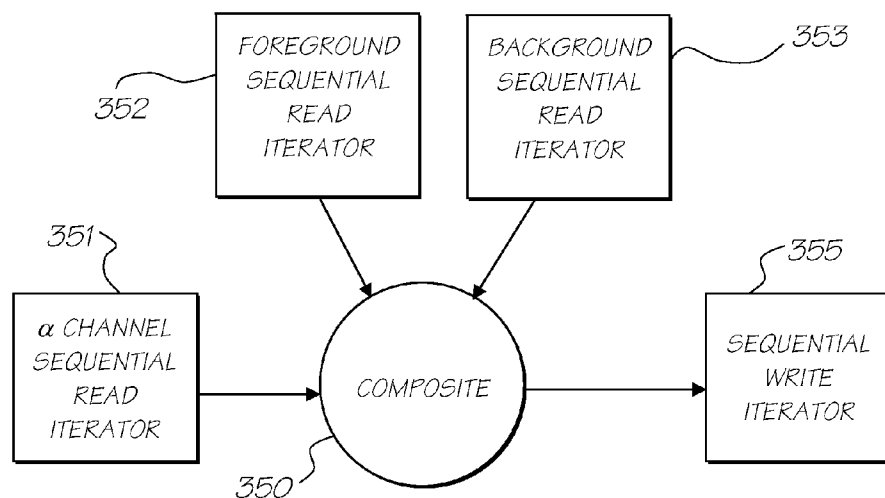 FOREGROUND
SEQUENTIAL
READ
ITERATOR
352
BACKGROUND
SEQUENTIAL
READ
ITERATOR
353
351
α CHANNEL
SEQUENTIAL
READ
ITERATOR
COMPOSITE
350
355
SEQUENTIAL
WRITE
ITERATOR